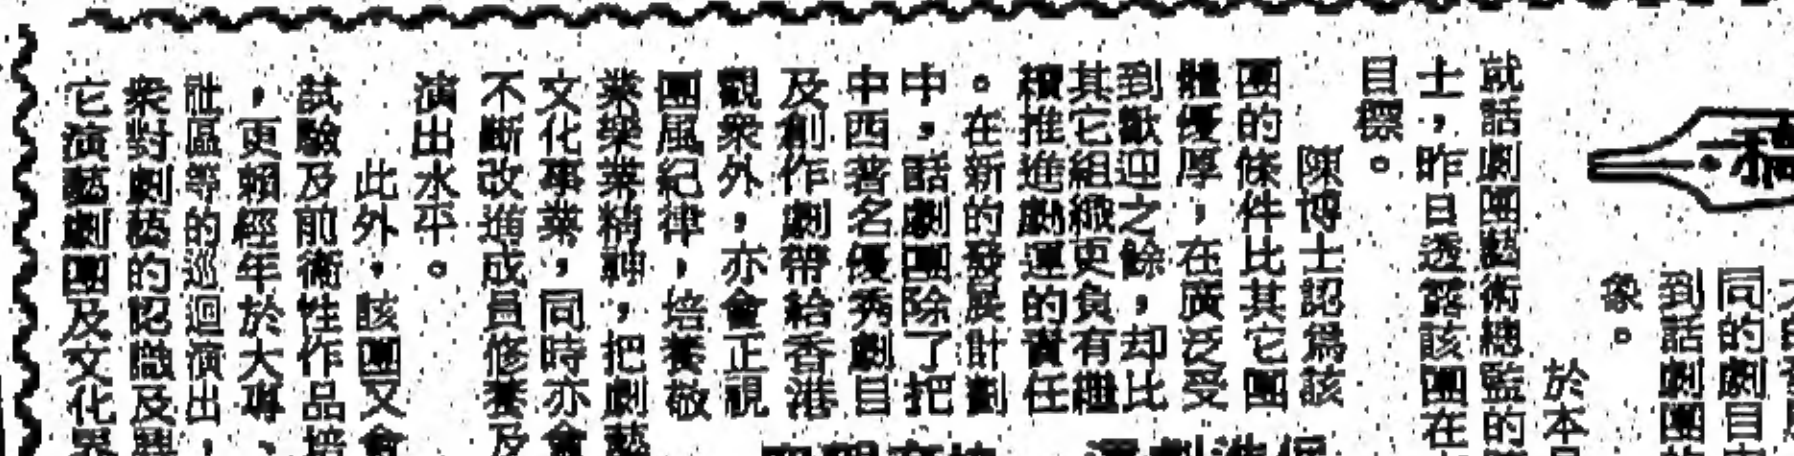 同的劇目
到話劇團
象。
於本
就話劇團藝術總監的
士，昨日透露該團在
目標。
陳博士認爲該
團的條件比其它團
體優厚，在廣泛受
到歡迎之餘，却比
其它組織更負有繼
續推進劇運的責任
。在新的發展計劃
中，話劇團除了把
中西著名優秀劇目
及創作劇帶給香港
觀衆外，亦會正視
團風紀律，培養敬
業樂業精神，把劇藝
文化事業，同時亦會
不斷改進成員修養及
演出水平。
此外，該團又會
試驗及前衞性作品培
，更賴經年於大專、
社區等的巡迴演出，
衆對劇藝的認識及興
它演藝劇團及文化界